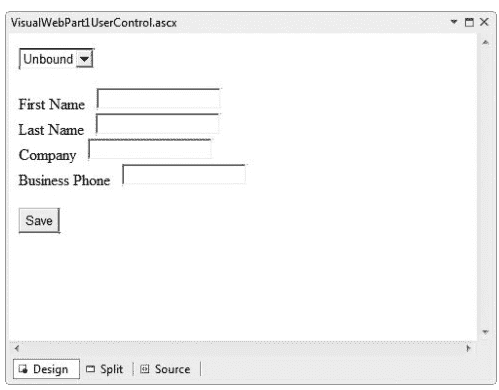 VisualWebPart1UserControl.ascx
Unbound
First Name
Last Name
Company
Business Phone
Save
Design Split Source